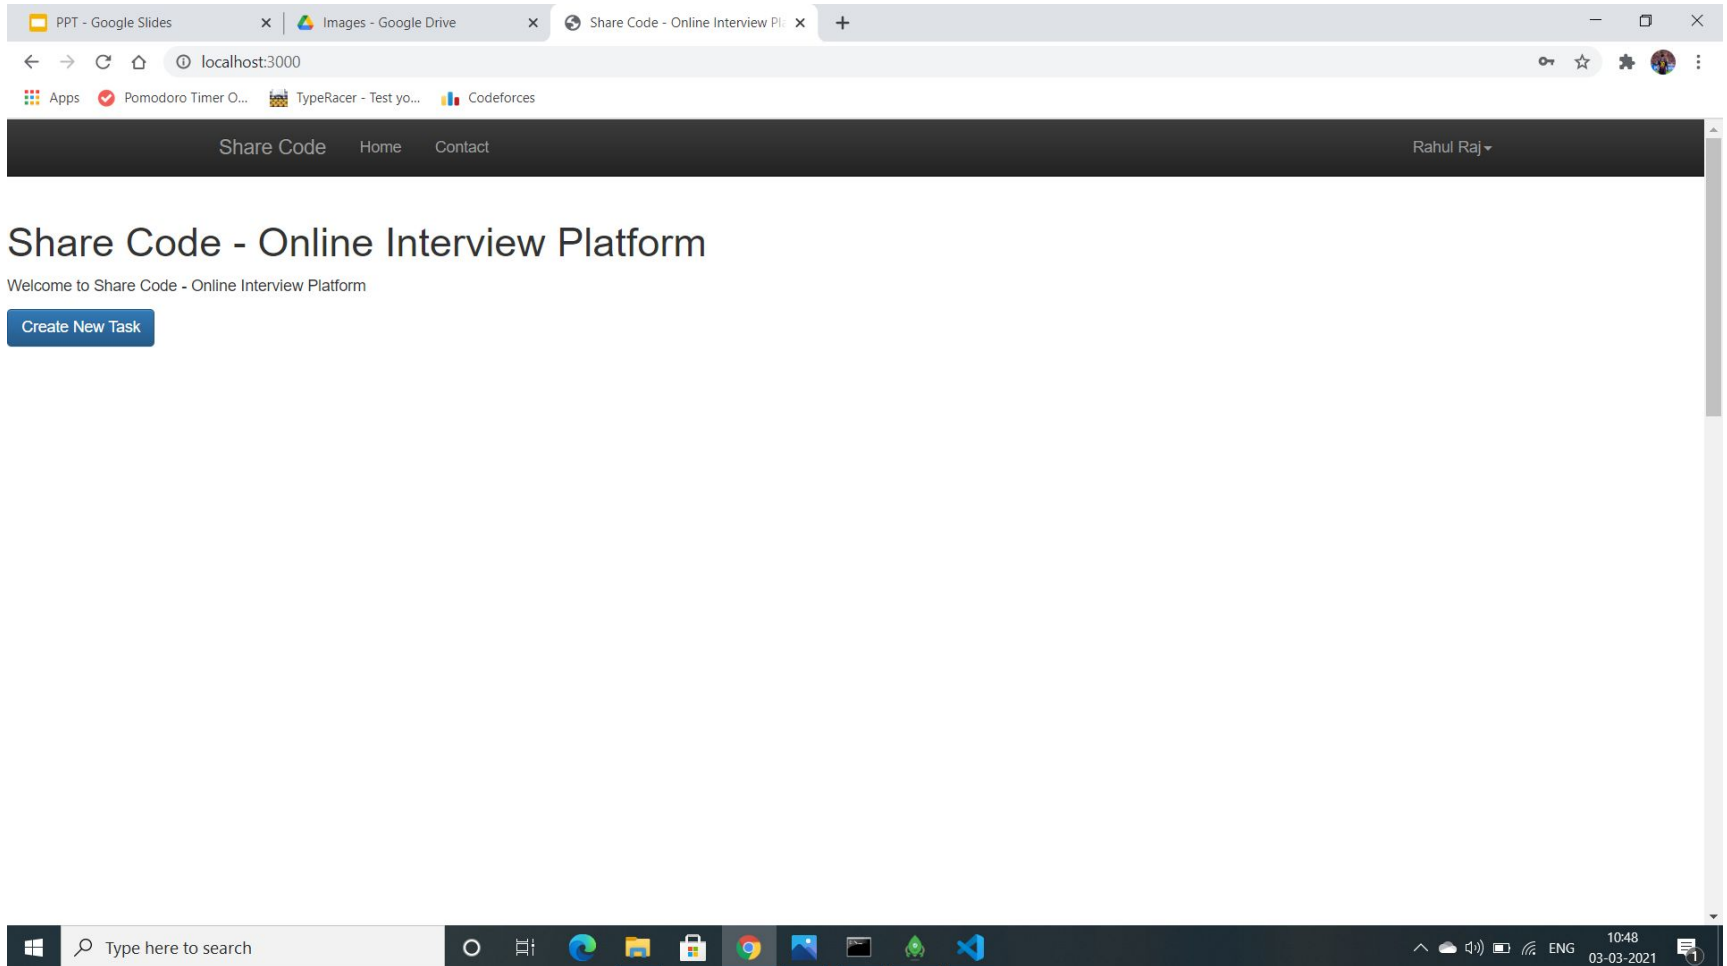 PPT - Google Slides
Images - Google Drive
Share Code - Online Interview Pl
localhost:3000
Apps
Pomodoro Timer O...
TypeRacer - Test yo...
Codeforces
Share Code
Home
Contact
Rahul Raj
Share Code - Online Interview Platform
Welcome to Share Code - Online Interview Platform
Create New Task
Type here to search
ENG
10:48
03-03-2021
1